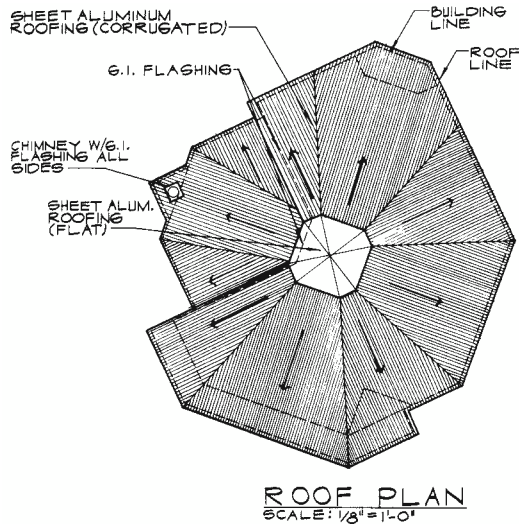 SHEET ALUMINUM
ROOFING (CORRUGATED)
BUILDING
LINE
ROOF
LINE
G.I. FLASHING
CHIMNEY W/G.I.
FLASHING ALL
SIDES
SHEET ALUM.
ROOFING
(FLAT)
ROOF PLAN
SCALE: 1/8" = 1'-0"